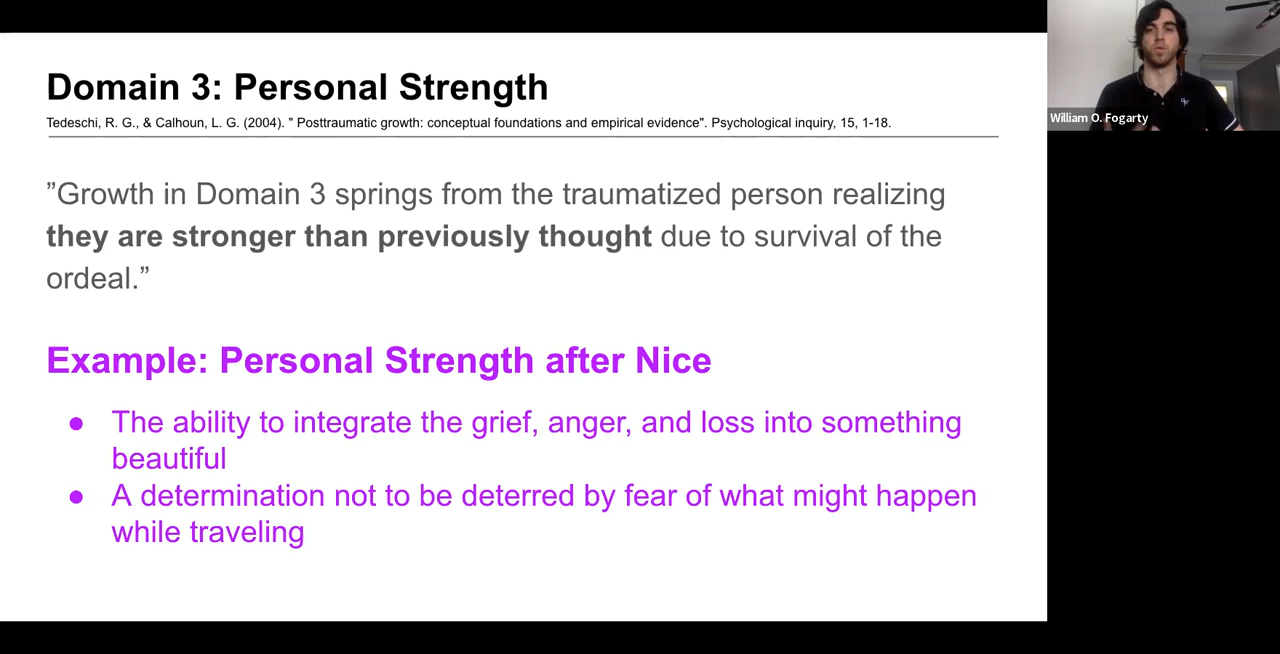 Domain 3: Personal Strength
Tedeschi, R. G., & Calhoun, L. G. (2004). " Posttraumatic growth: conceptual foundations and empirical evidence". Psychological inquiry, 15, 1-18.
”Growth in Domain 3 springs from the traumatized person realizing
they are stronger than previously thought due to survival of the
ordeal.”
Example: Personal Strength after Nice
● The ability to integrate the grief, anger, and loss into something
beautiful
● A determination not to be deterred by fear of what might happen
while traveling
William O. Fogarty